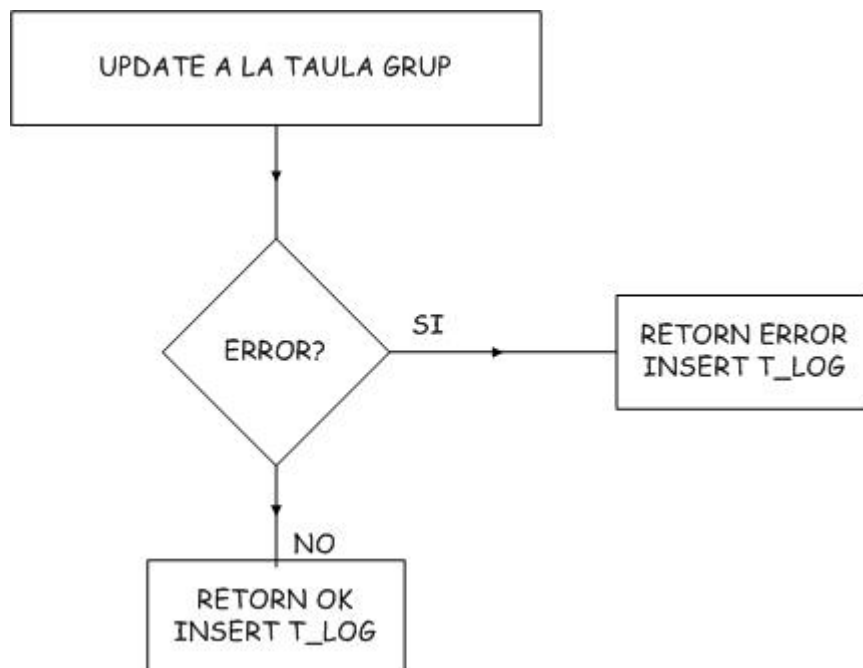 UPDATE A LA TAULA GRUP
ERROR?
SI
RETORN ERROR
INSERT T_LOG
NO
RETORN OK
INSERT T_LOG